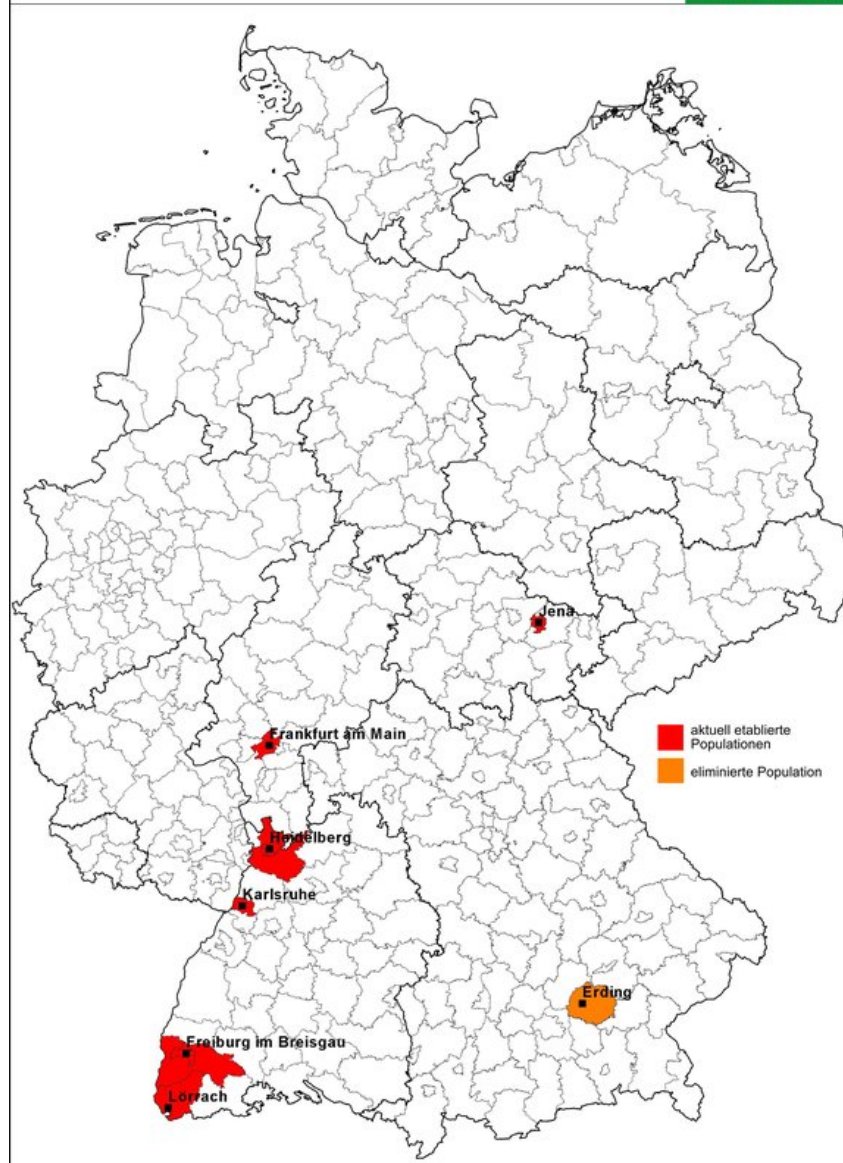 Jena
Frankfurt am Main
aktuell etablierte
Populationen
eliminierte Population
Heidelberg
Karlsruhe
Erding
Freiburg im Breisgau
Lörrach